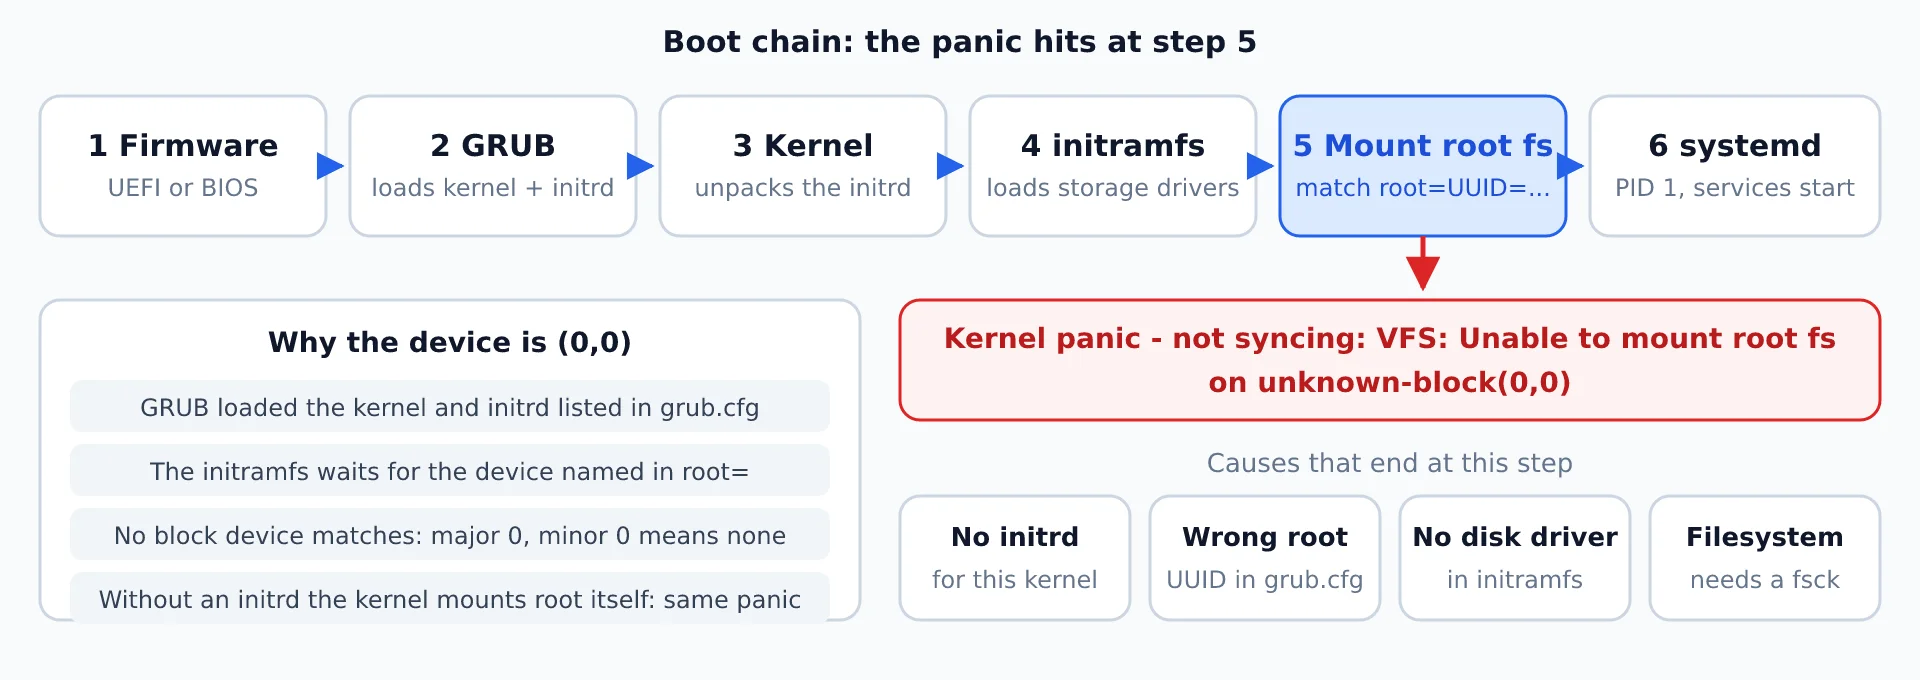 Boot chain: the panic hits at step 5
1 Firmware
UEFI or BIOS
2 GRUB
loads kernel + initrd
3 Kernel
unpacks the initrd
4 initramfs
loads storage drivers
5 Mount root fs
match root=UUID=...
6 systemd
PID 1, services start
Why the device is (0,0)
GRUB loaded the kernel and initrd listed in grub.cfg
The initramfs waits for the device named in root=
No block device matches: major 0, minor 0 means none
Without an initrd the kernel mounts root itself: same panic
Kernel panic - not syncing: VFS: Unable to mount root fs
on unknown-block(0,0)
Causes that end at this step
No initrd
for this kernel
Wrong root
UUID in grub.cfg
No disk driver
in initramfs
Filesystem
needs a fsck